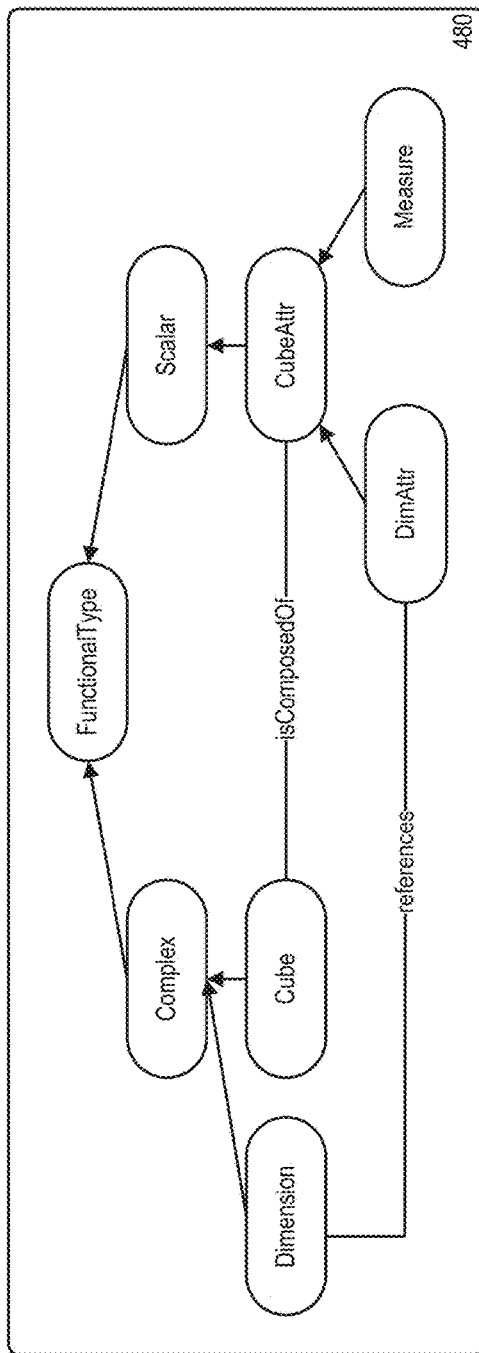 480
FunctionalType
Complex
Scalar
Dimension
Cube
isComposedOf
CubeAttr
references
DimAttr
Measure